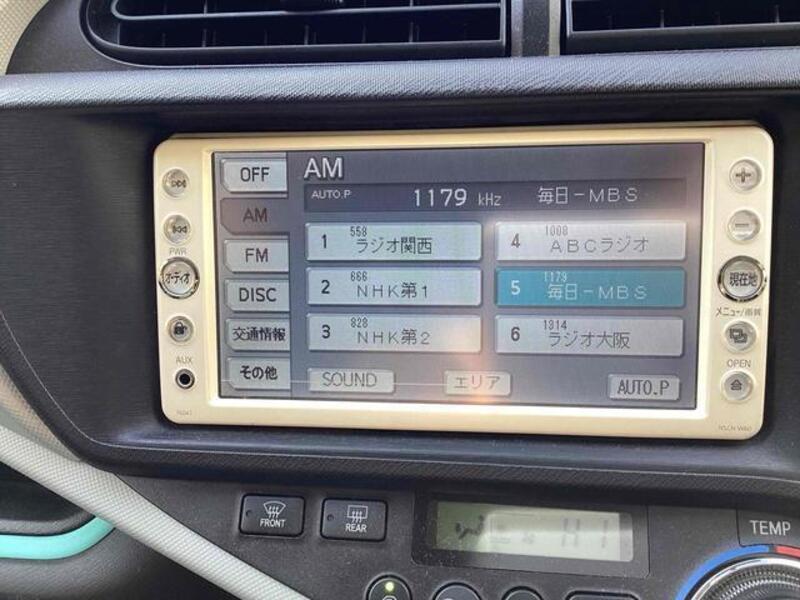 OFF
AM
AM
AUTO.P 1179 kHz 毎日-MBS
FM
DISC
交通情報
その他
1 558 ラジオ関西
2 666 NHK第1
3 828 NHK第2
4 1008 ABCラジオ
5 1179 毎日-MBS
6 1314 ラジオ大阪
SOUND
エリア
AUTO.P
PWR
オーディオ
AUX
現在地
メニュー/画質
OPEN
NSCN-W60
FRONT
REAR
HI
TEMP